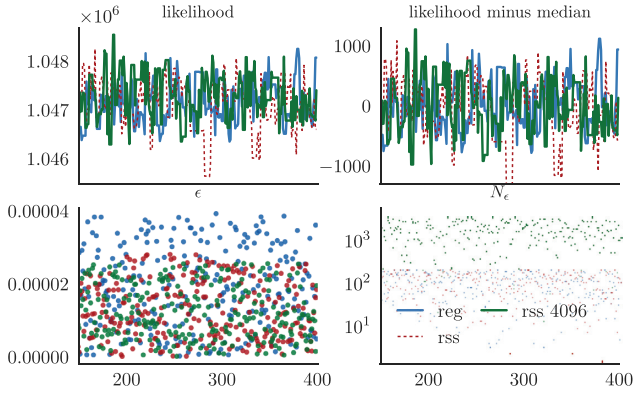 likelihood
likelihood minus median
×10⁶
1.048
1.047
1.046
1000
0
−1000
ϵ
N_ϵ
0.00004
0.00002
0.00000
10³
10²
10¹
reg
rss 4096
rss
200 300 400
200 300 400